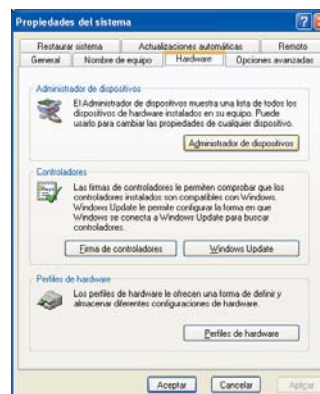 Propiedades del sistema
Restaurar sistema Actualizaciones automáticas Remoto
General Nombre de equipo Hardware Opciones avanzadas
Administrador de dispositivos
El Administrador de dispositivos muestra una lista de todos los
dispositivos de hardware instalados en su equipo. Puede
usarlo para cambiar las propiedades de cualquier dispositivo.
Administrador de dispositivos
Controladores
Las firmas de controladores le permiten comprobar que los
controladores instalados son compatibles con Windows.
Windows Update le permite configurar la forma en que
Windows se conecta a Windows Update para buscar
controladores.
Firma de controladores Windows Update
Perfiles de hardware
Los perfiles de hardware le ofrecen una forma de definir y
almacenar diferentes configuraciones de hardware.
Perfiles de hardware
Aceptar Cancelar Aplicar